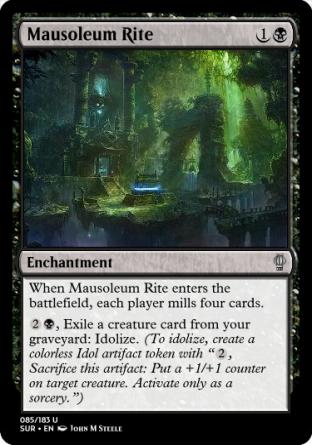 Mausoleum Rite 1
Enchantment
When Mausoleum Rite enters the
battlefield, each player mills four cards.
2, Exile a creature card from your
graveyard: Idolize. (To idolize, create a
colorless Idol artifact token with “2,
Sacrifice this artifact: Put a +1/+1 counter
on target creature. Activate only as a
sorcery.”)
085/183 U
SUR • EN John M Steele